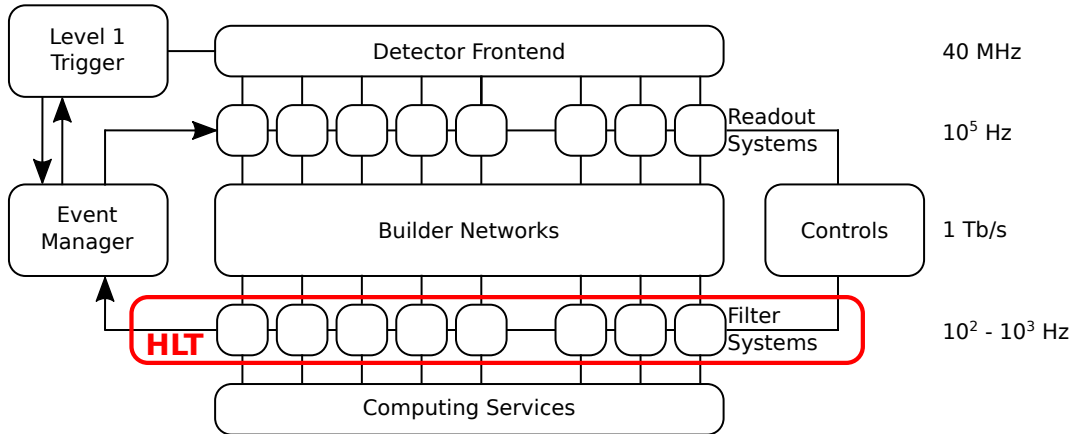 Level 1
Trigger
Detector Frontend
40 MHz
Readout
Systems
10⁵ Hz
Event
Manager
Builder Networks
Controls
1 Tb/s
HLT
Filter
Systems
10² - 10³ Hz
Computing Services